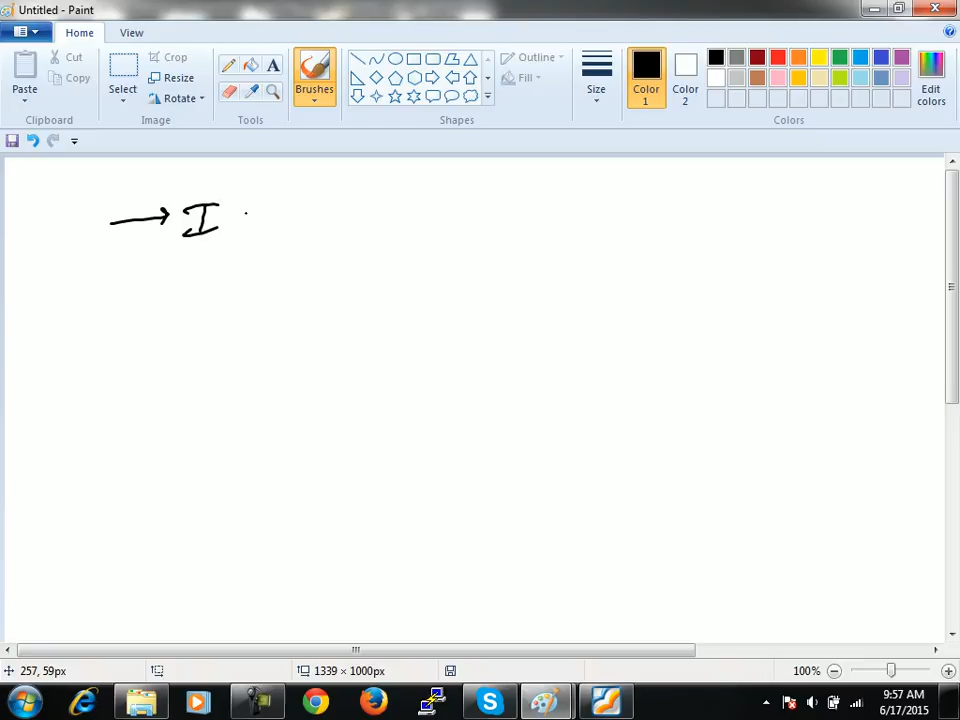 Untitled - Paint
Home View
Paste
Cut
Copy
Clipboard
Select
Crop
Resize
Rotate
Image
A
Tools
Brushes
Outline
Fill
Shapes
Size
Color 1
Color 2
Edit colors
Colors
→ I
257, 59px
1339 × 1000px
100%
9:57 AM
6/17/2015